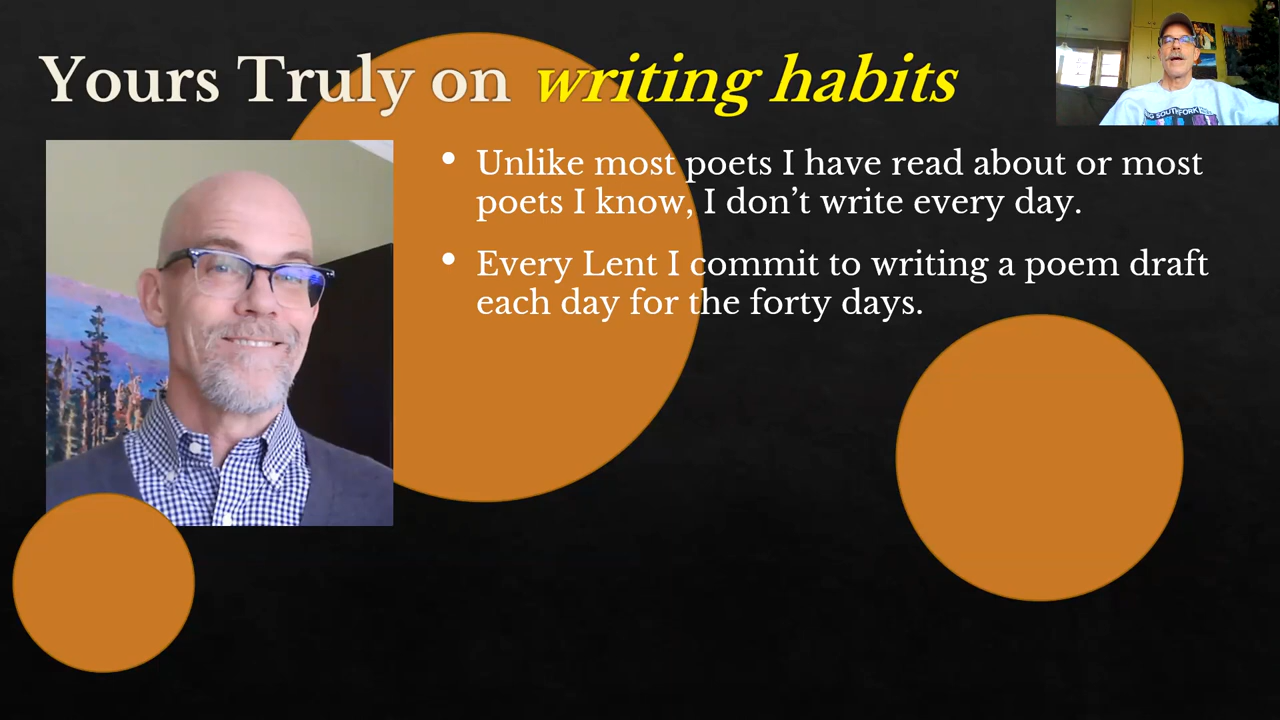 Yours Truly on writing habits
• Unlike most poets I have read about or most
poets I know, I don’t write every day.
• Every Lent I commit to writing a poem draft
each day for the forty days.
SOUTHFORK